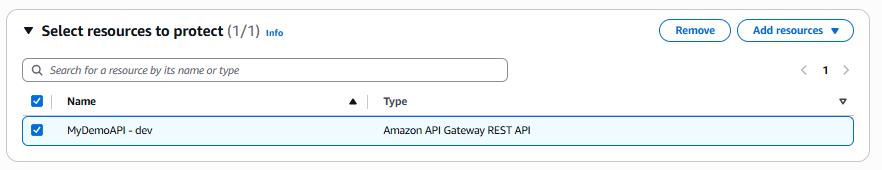 Select resources to protect (1/1) Info
Remove
Add resources
Search for a resource by its name or type
1
Name
Type
MyDemoAPI - dev
Amazon API Gateway REST API